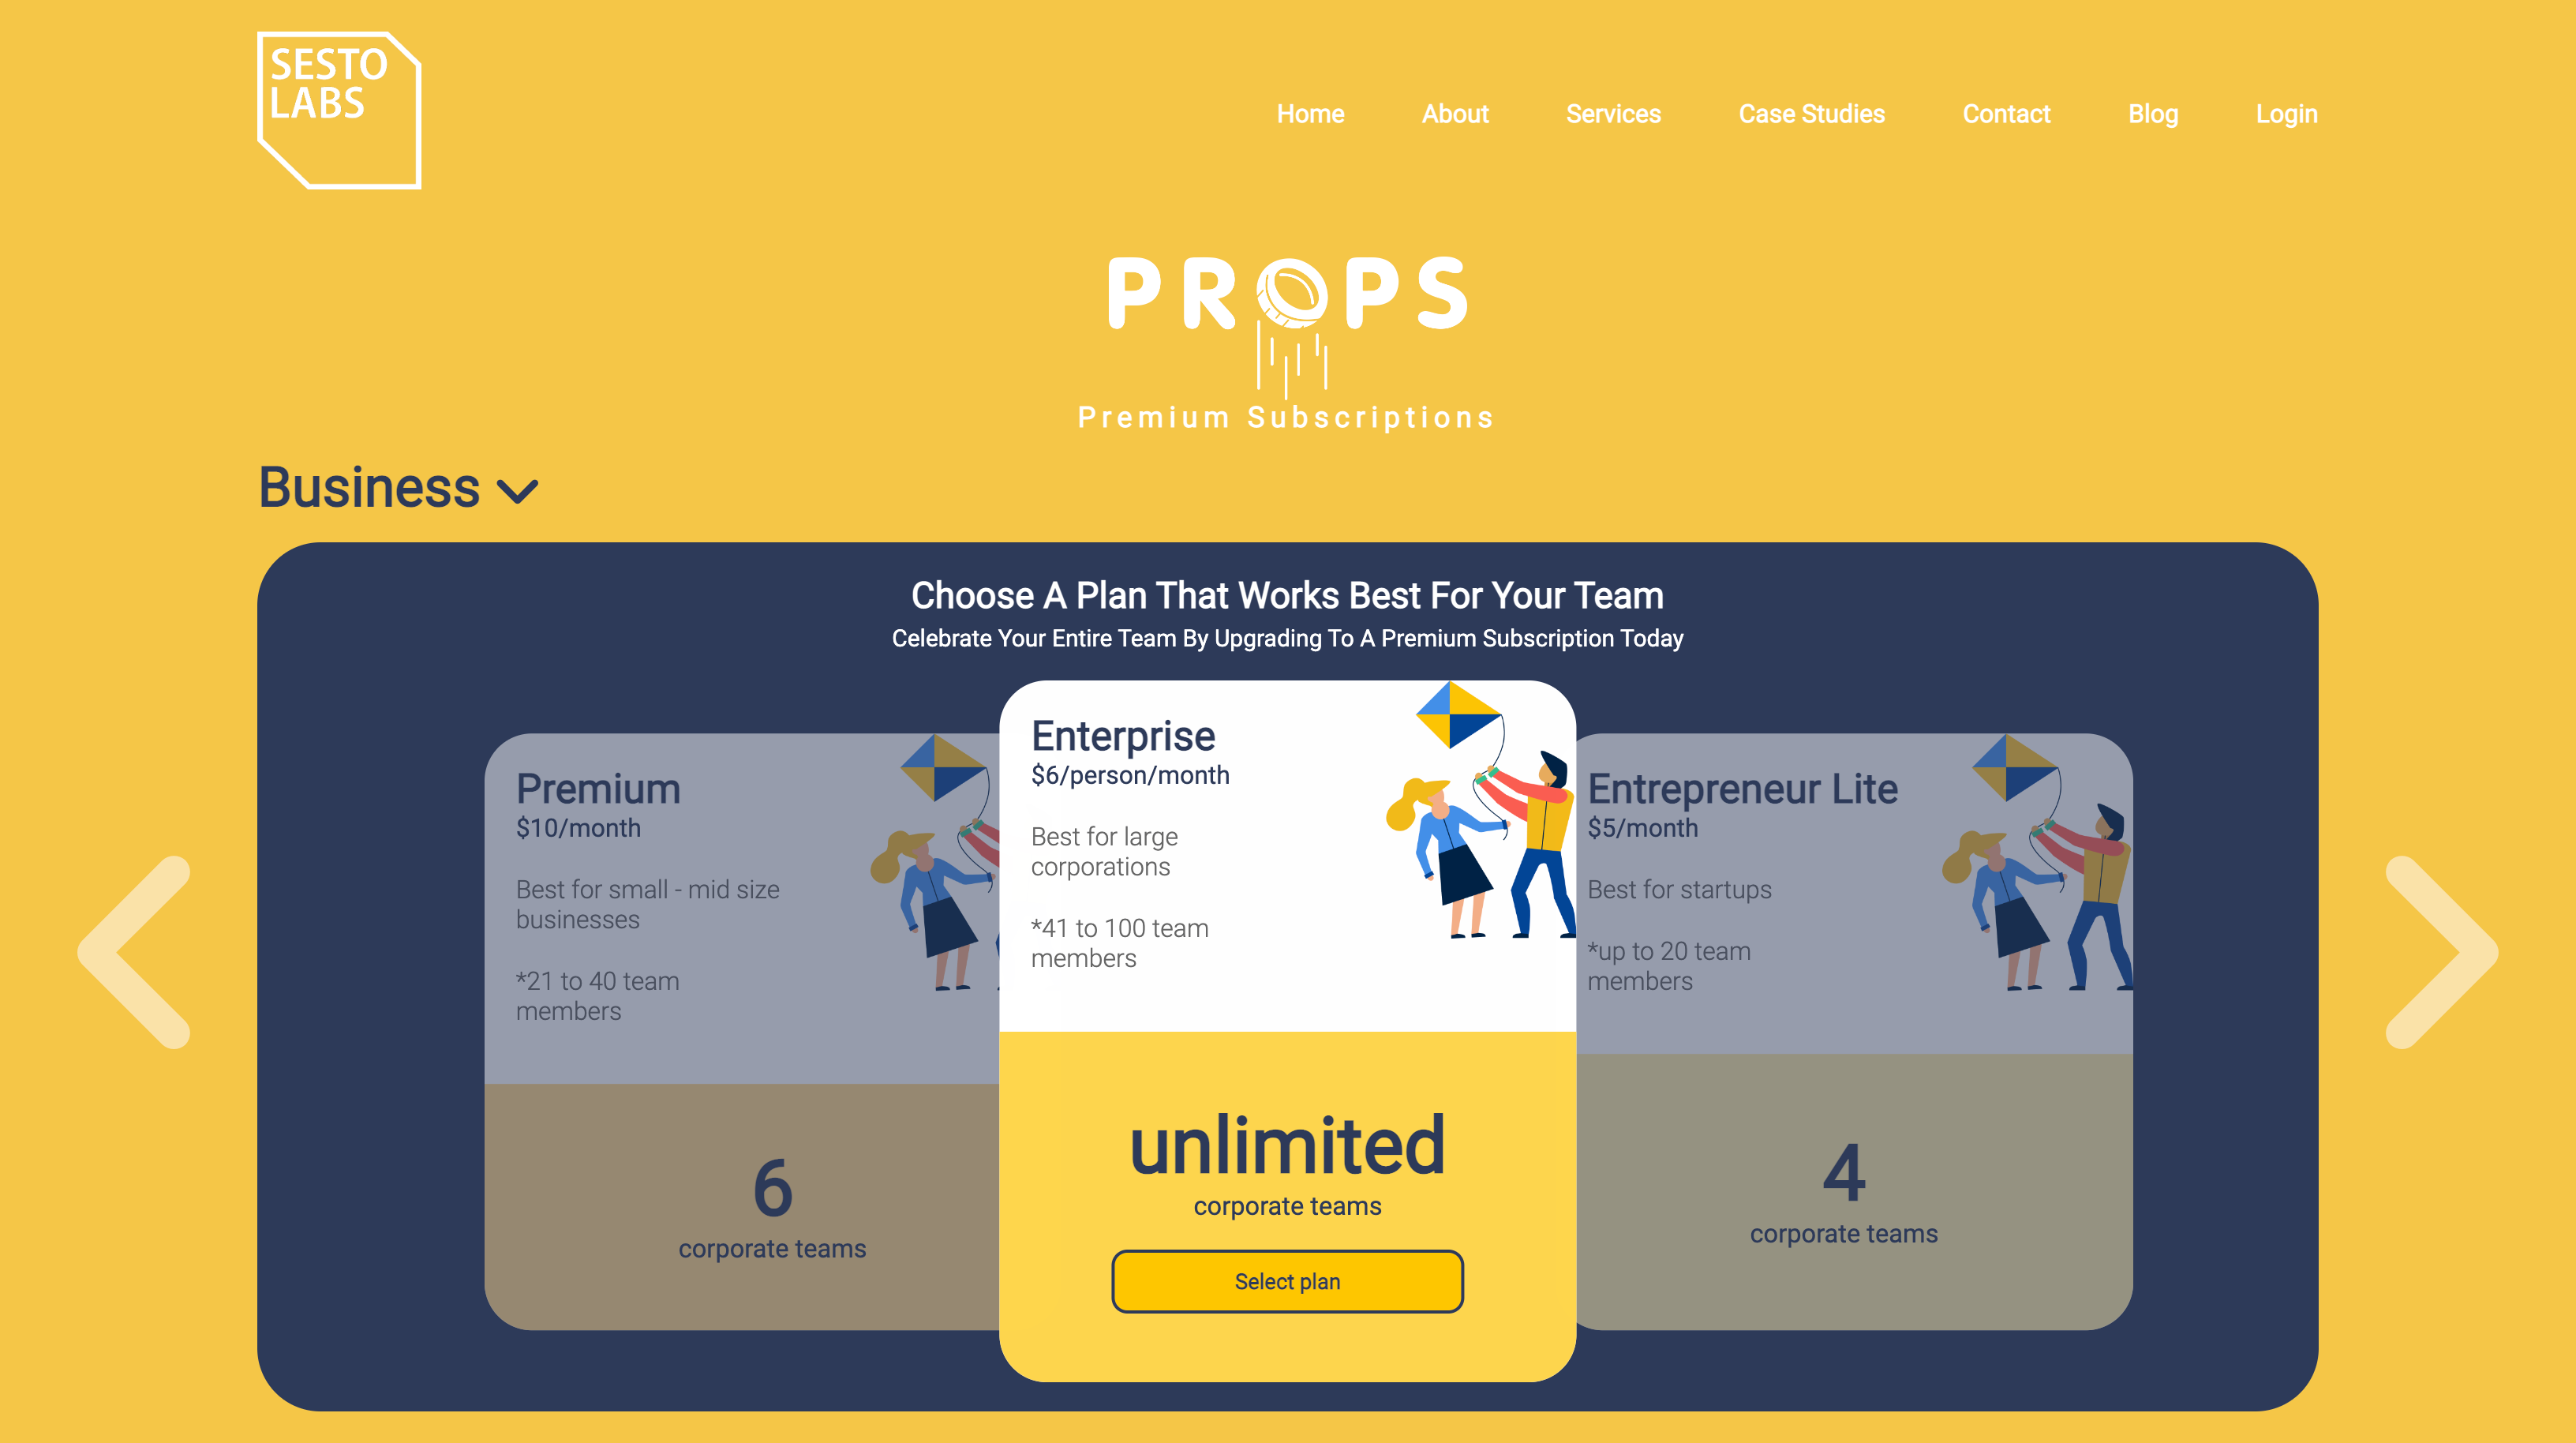 SESTO
LABS
Home About Services Case Studies Contact Blog Login
PROPS
Premium Subscriptions
Business
Choose A Plan That Works Best For Your Team
Celebrate Your Entire Team By Upgrading To A Premium Subscription Today
Premium
$10/month
Best for small - mid size
businesses
*21 to 40 team
members
6
corporate teams
Enterprise
$6/person/month
Best for large
corporations
*41 to 100 team
members
unlimited
corporate teams
Select plan
Entrepreneur Lite
$5/month
Best for startups
*up to 20 team
members
4
corporate teams